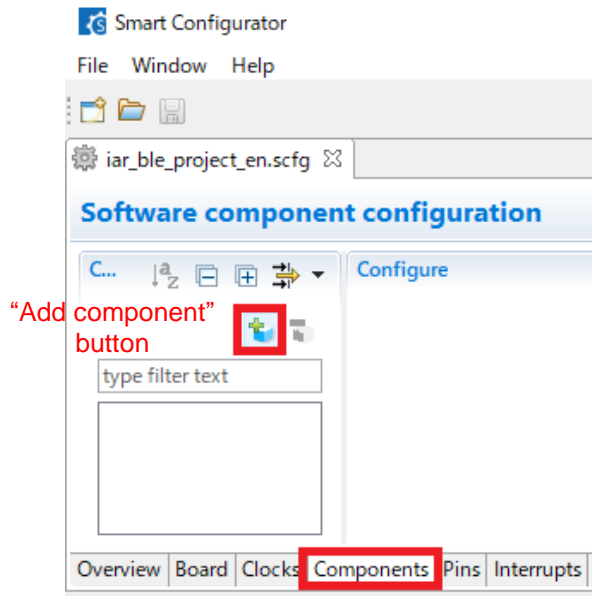 Smart Configurator
File Window Help
iar_ble_project_en.scfg
Software component configuration
C...
Configure
“Add component”
button
type filter text
Overview Board Clocks Components Pins Interrupts